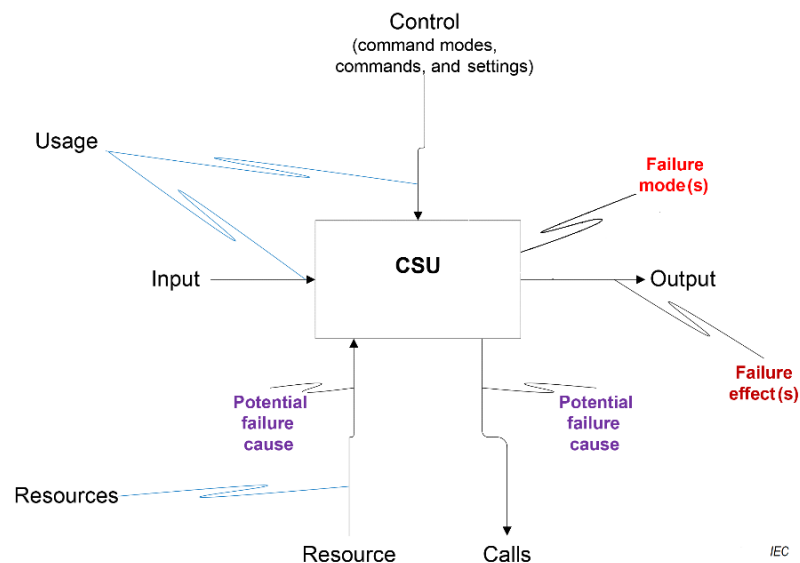 Control
(command modes,
commands, and settings)
Usage
Failure
mode(s)
CSU
Input
Output
Failure
effect(s)
Potential
failure
cause
Potential
failure
cause
Resources
Resource
Calls
IEC